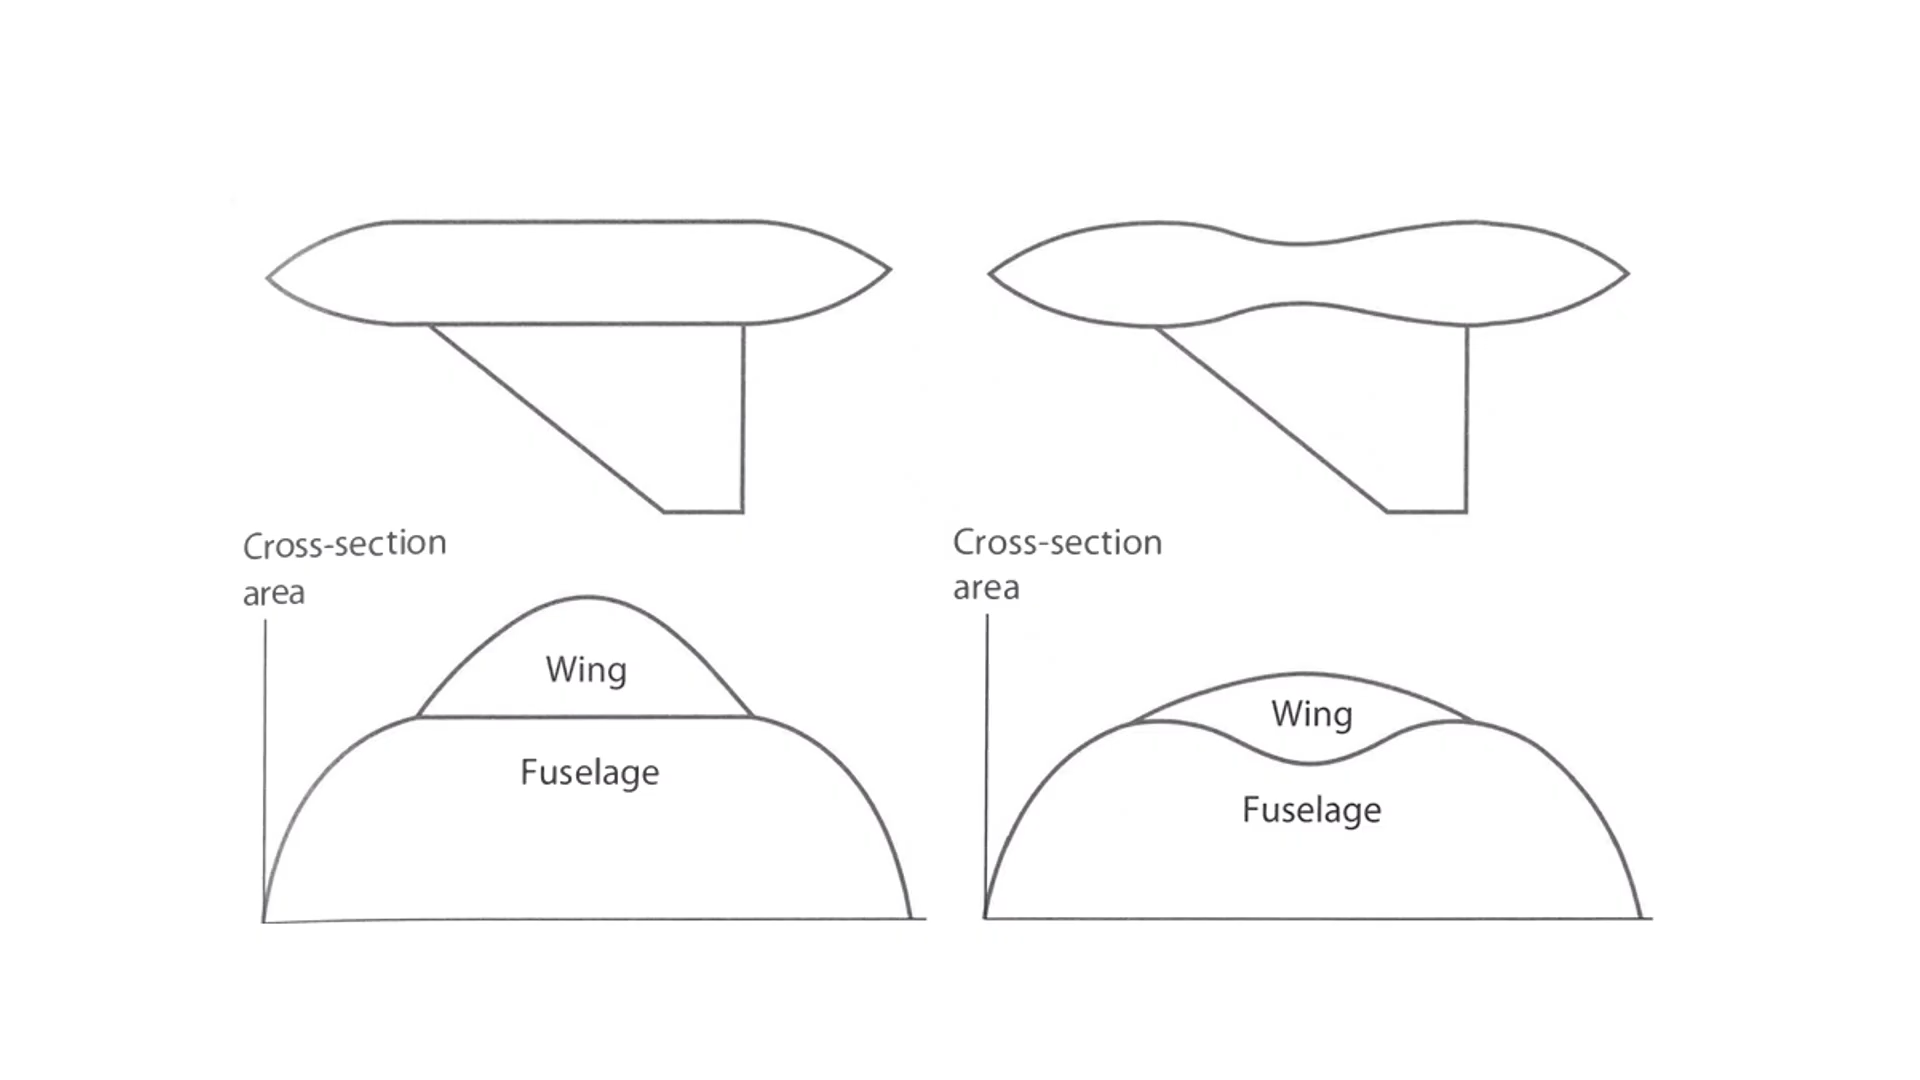 Cross-section
area
Wing
Fuselage
Cross-section
area
Wing
Fuselage